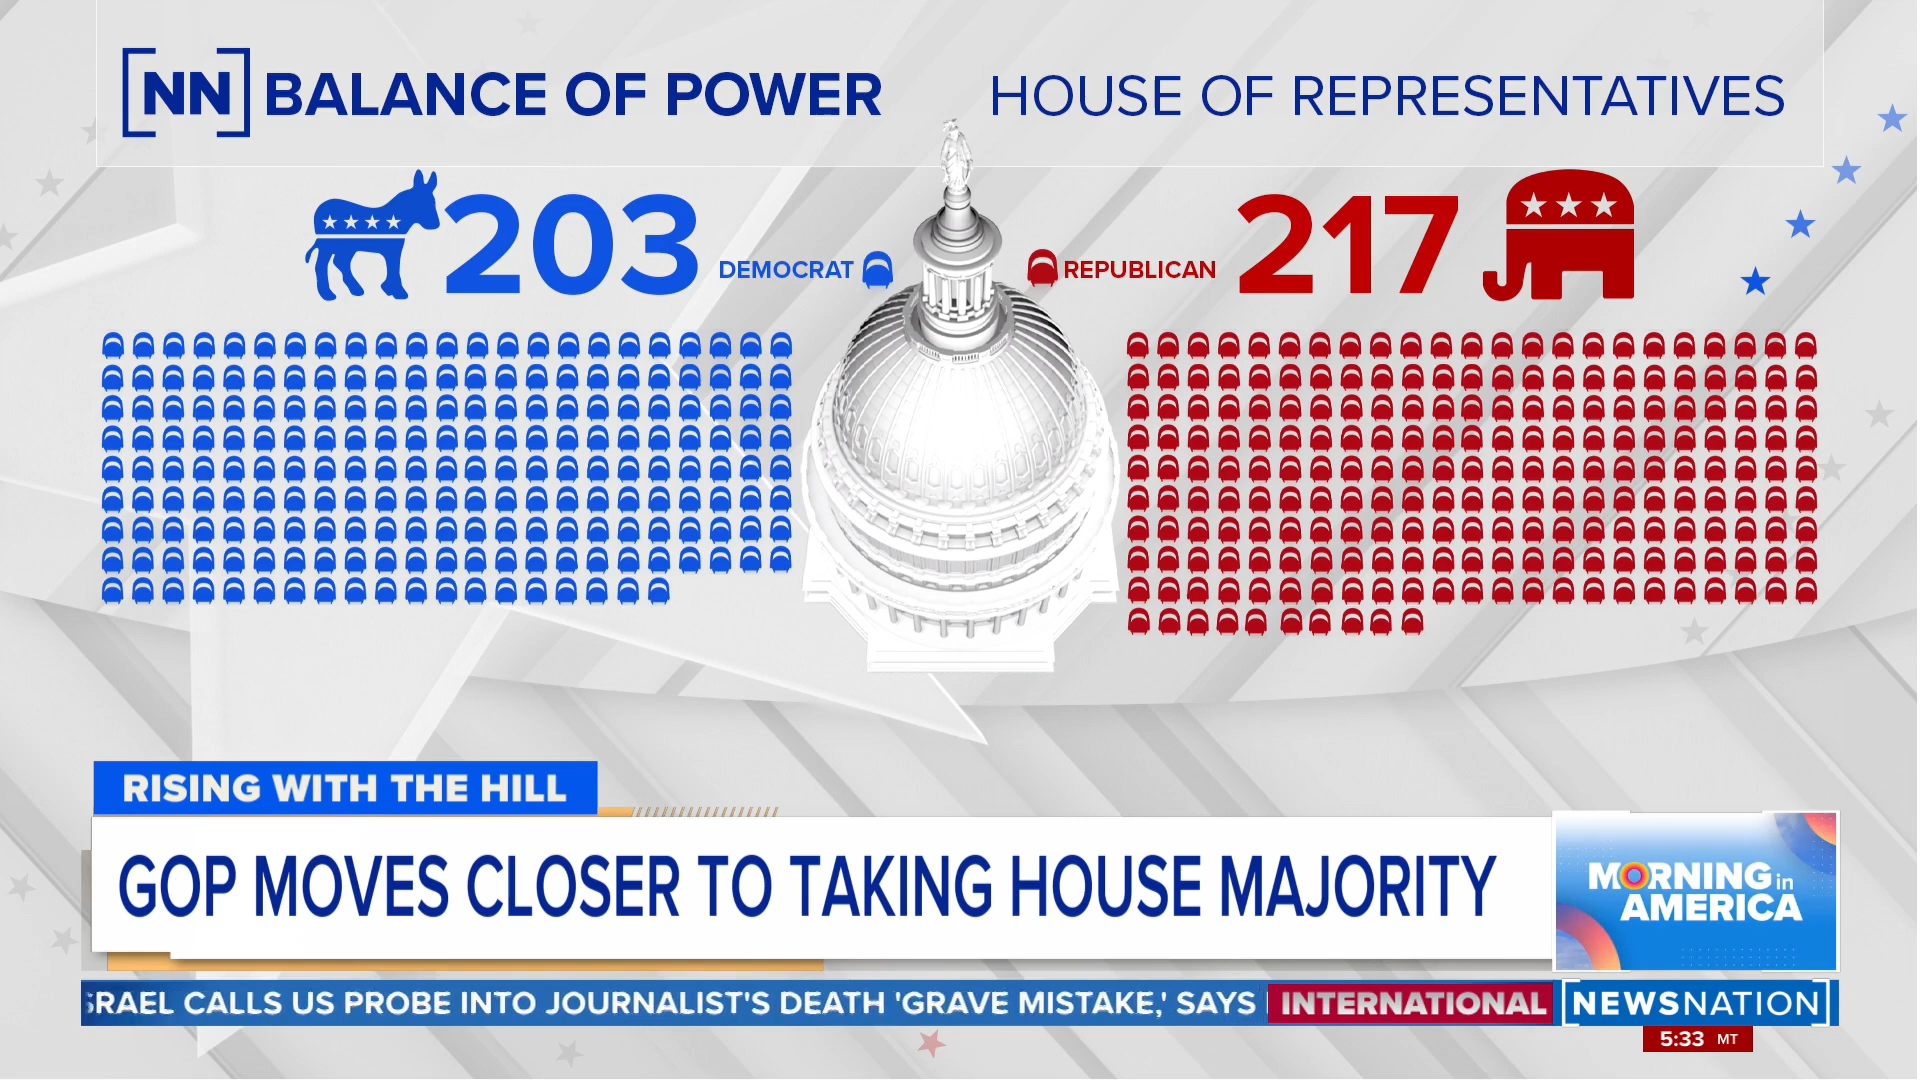 [NN] BALANCE OF POWER
HOUSE OF REPRESENTATIVES
203
DEMOCRAT
REPUBLICAN
217
RISING WITH THE HILL
GOP MOVES CLOSER TO TAKING HOUSE MAJORITY
MORNING in
AMERICA
SRAEL CALLS US PROBE INTO JOURNALIST'S DEATH 'GRAVE MISTAKE,' SAYS
INTERNATIONAL
[NEWSNATION]
5:33 MT